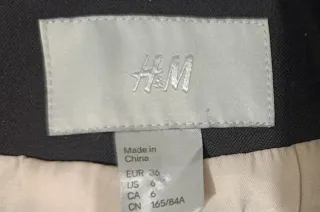 H&M
Made in
China
EUR 36
US 6
CA 6
CN 165/84A